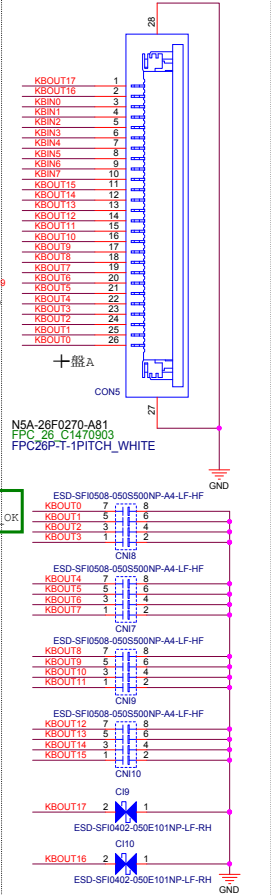 28
KBOUT17 1
KBOUT16 2
KBIN0 3
KBIN1 4
KBIN2 5
KBIN3 6
KBIN4 7
KBIN5 8
KBIN6 9
KBIN7 10
KBOUT15 11
KBOUT14 12
KBOUT13 13
KBOUT12 14
KBOUT11 15
KBOUT10 16
KBOUT9 17
KBOUT8 18
KBOUT7 19
KBOUT6 20
KBOUT5 21
KBOUT4 22
KBOUT3 23
KBOUT2 24
KBOUT1 25
KBOUT0 26
9
十盤A
CON5
27
N5A-26F0270-A81
FPC_26_C1470903
FPC26P-T-1PITCH_WHITE
GND
OK
ESD-SFI0508-050S500NP-A4-LF-HF
KBOUT0 7 8
KBOUT1 5 6
KBOUT2 3 4
KBOUT3 1 2
CNI8
ESD-SFI0508-050S500NP-A4-LF-HF
KBOUT4 7 8
KBOUT5 5 6
KBOUT6 3 4
KBOUT7 1 2
CNI7
ESD-SFI0508-050S500NP-A4-LF-HF
KBOUT8 7 8
KBOUT9 5 6
KBOUT10 3 4
KBOUT11 1 2
CNI9
ESD-SFI0508-050S500NP-A4-LF-HF
KBOUT12 7 8
KBOUT13 5 6
KBOUT14 3 4
KBOUT15 1 2
CNI10
CI9
KBOUT17 2 1
ESD-SFI0402-050E101NP-LF-RH
CI10
KBOUT16 2 1
ESD-SFI0402-050E101NP-LF-RH
GND